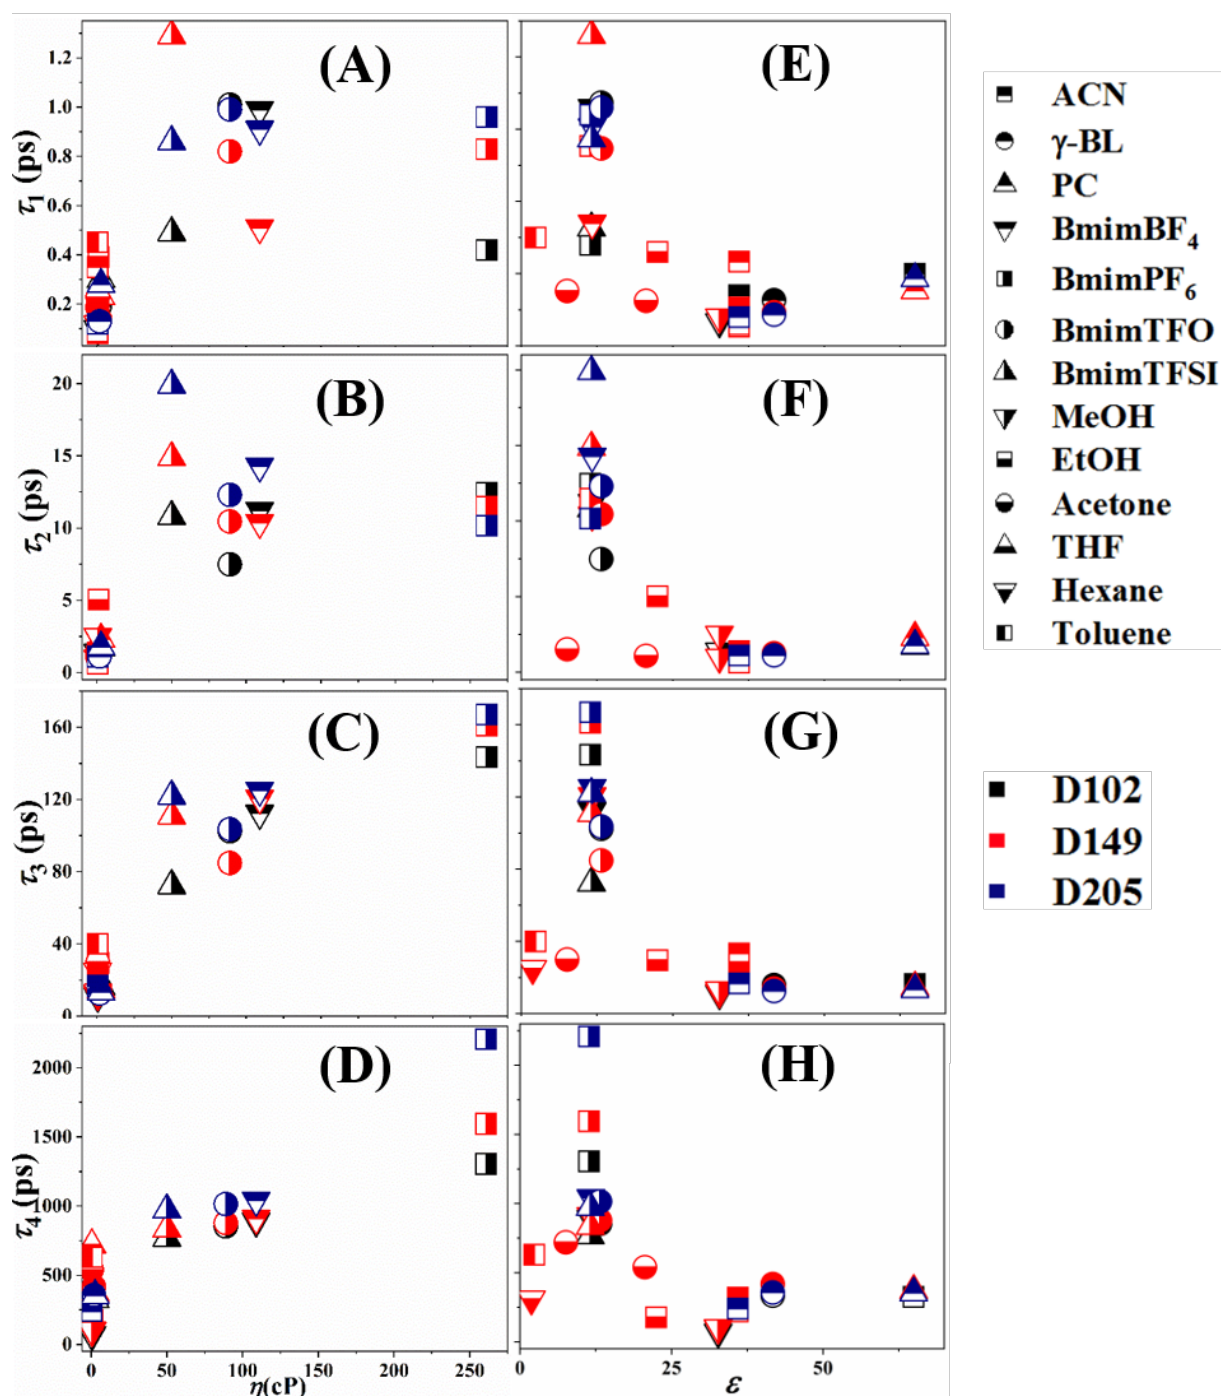 (A)
(E)
1.2
1.0
0.8
0.6
0.4
0.2
τ1 (ps)
(B)
(F)
20
15
10
5
0
τ2 (ps)
(C)
(G)
160
120
80
40
0
τ3 (ps)
(D)
(H)
2000
1500
1000
500
0
τ4 (ps)
0 50 100 150 200 250
η(cP)
0 25 50
ε
ACN
γ-BL
PC
BmimBF4
BmimPF6
BmimTFO
BmimTFSI
MeOH
EtOH
Acetone
THF
Hexane
Toluene
D102
D149
D205